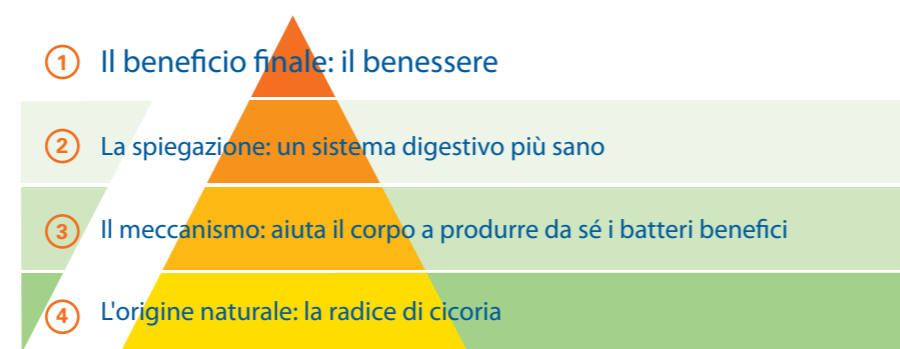 1 Il beneficio finale: il benessere
2 La spiegazione: un sistema digestivo più sano
3 Il meccanismo: aiuta il corpo a produrre da sé i batteri benefici
4 L'origine naturale: la radice di cicoria